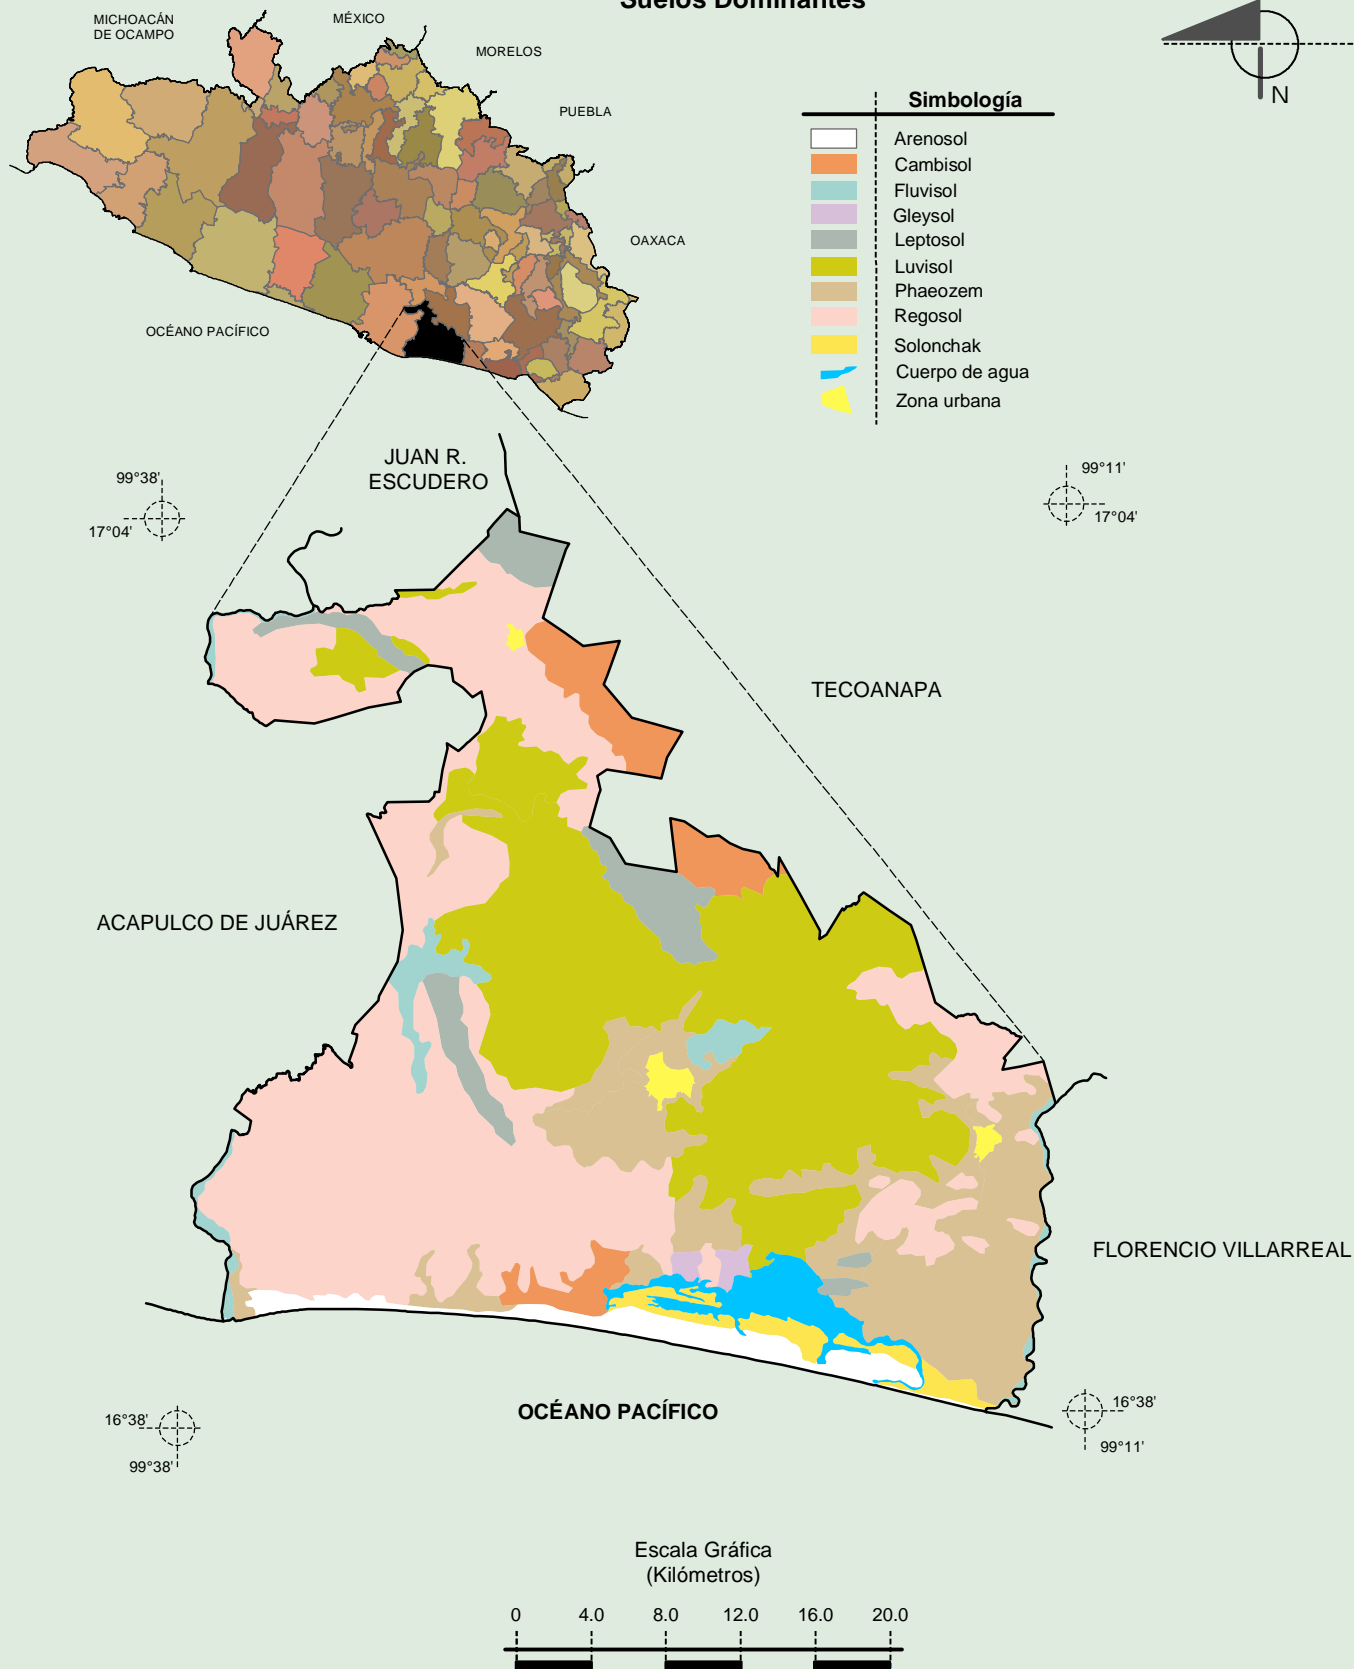 Suelos Dominantes
MICHOACÁN
DE OCAMPO
MÉXICO
MORELOS
PUEBLA
OAXACA
OCÉANO PACÍFICO
N
Simbología
Arenosol
Cambisol
Fluvisol
Gleysol
Leptosol
Luvisol
Phaeozem
Regosol
Solonchak
Cuerpo de agua
Zona urbana
JUAN R.
ESCUDERO
99°38'
17°04'
99°11'
17°04'
TECOANAPA
ACAPULCO DE JUÁREZ
FLORENCIO VILLARREAL
OCÉANO PACÍFICO
16°38'
99°38'
16°38'
99°11'
Escala Gráfica
(Kilómetros)
0 4.0 8.0 12.0 16.0 20.0